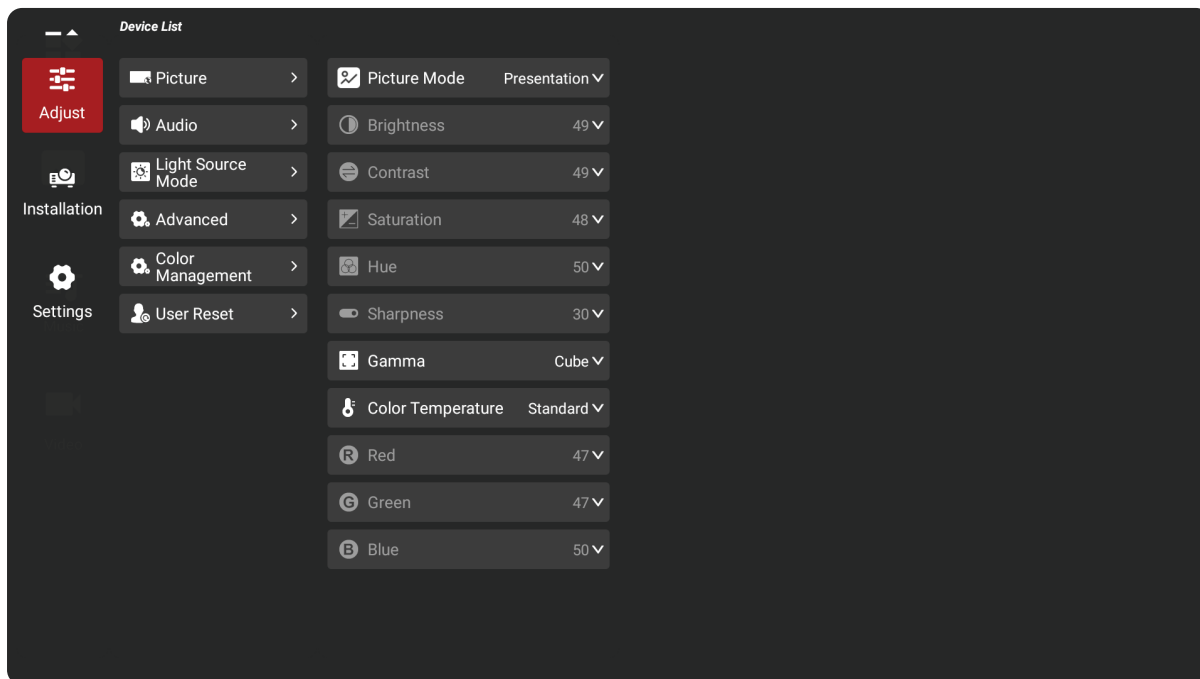 Device List
Adjust
Installation
Settings
Picture
Audio
Light Source
Mode
Advanced
Color
Management
User Reset
Picture Mode Presentation
Brightness 49
Contrast 49
Saturation 48
Hue 50
Sharpness 30
Gamma Cube
Color Temperature Standard
R Red 47
G Green 47
B Blue 50